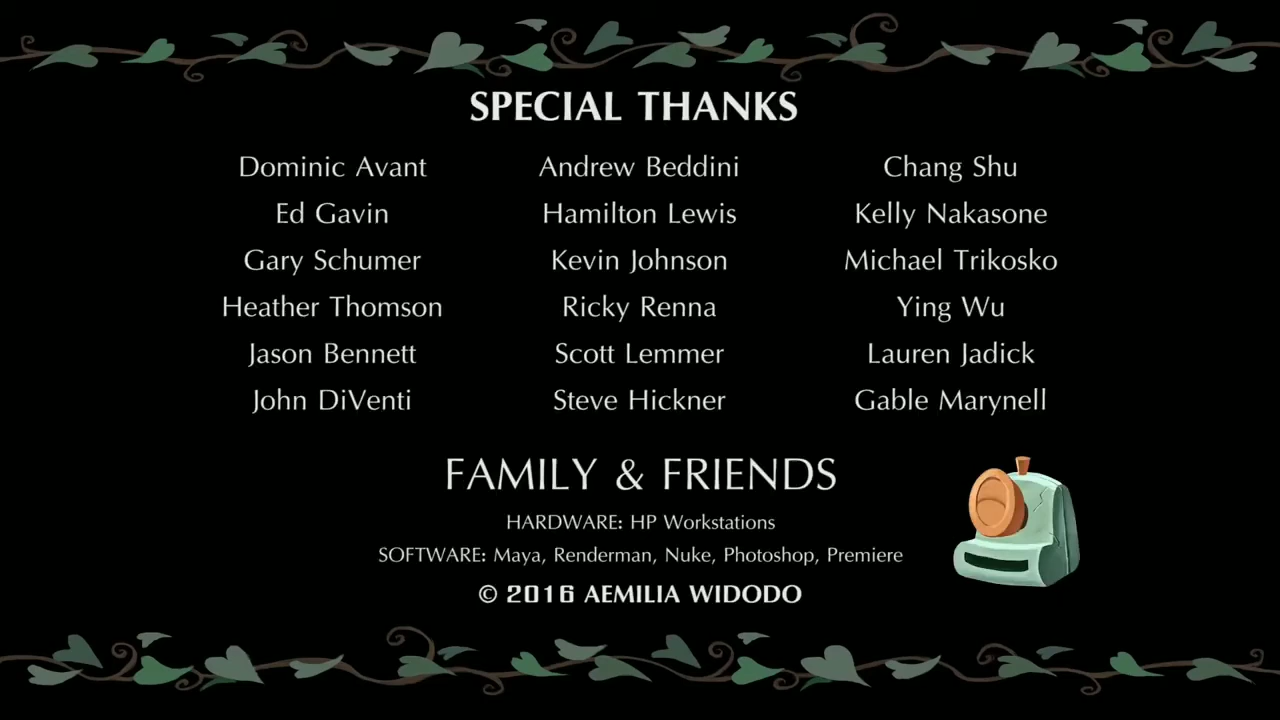 SPECIAL THANKS
Dominic Avant
Ed Gavin
Gary Schumer
Heather Thomson
Jason Bennett
John DiVenti
Andrew Beddini
Hamilton Lewis
Kevin Johnson
Ricky Renna
Scott Lemmer
Steve Hickner
Chang Shu
Kelly Nakasone
Michael Trikosko
Ying Wu
Lauren Jadick
Gable Marynell
FAMILY & FRIENDS
HARDWARE: HP Workstations
SOFTWARE: Maya, Renderman, Nuke, Photoshop, Premiere
© 2016 AEMILIA WIDODO